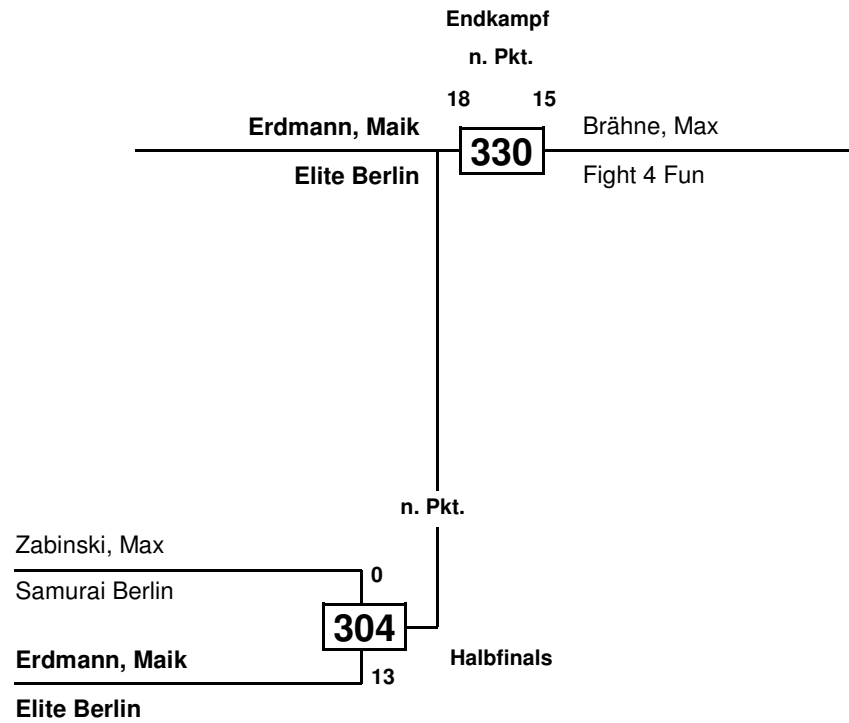 Endkampf
n. Pkt.
18 15
Erdmann, Maik 330 Brähne, Max
Elite Berlin Fight 4 Fun
n. Pkt.
Zabinski, Max
0
Samurai Berlin
304
Erdmann, Maik Halbfinals
13
Elite Berlin